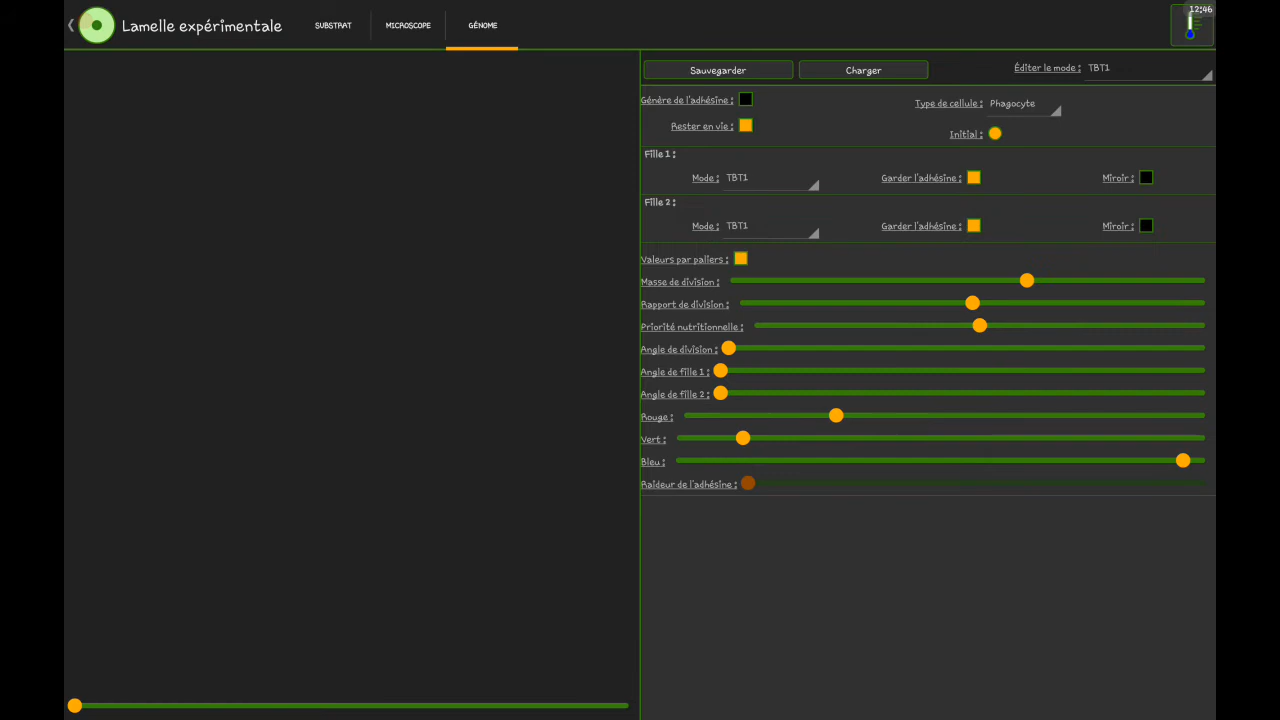 12:46
Lamelle expérimentale SUBSTRAT MICROSCOPE GÉNOME
Sauvegarder Charger Éditer le mode : TBT1
Génère de l'adhésine : Type de cellule : Phagocyte
Rester en vie : Initial :
Fille 1 :
Mode : TBT1 Garder l'adhésine : Miroir :
Fille 2 :
Mode : TBT1 Garder l'adhésine : Miroir :
Valeurs par paliers :
Masse de division :
Rapport de division :
Priorité nutritionnelle :
Angle de division :
Angle de fille 1 :
Angle de fille 2 :
Rouge :
Vert :
Bleu :
Raideur de l'adhésine :